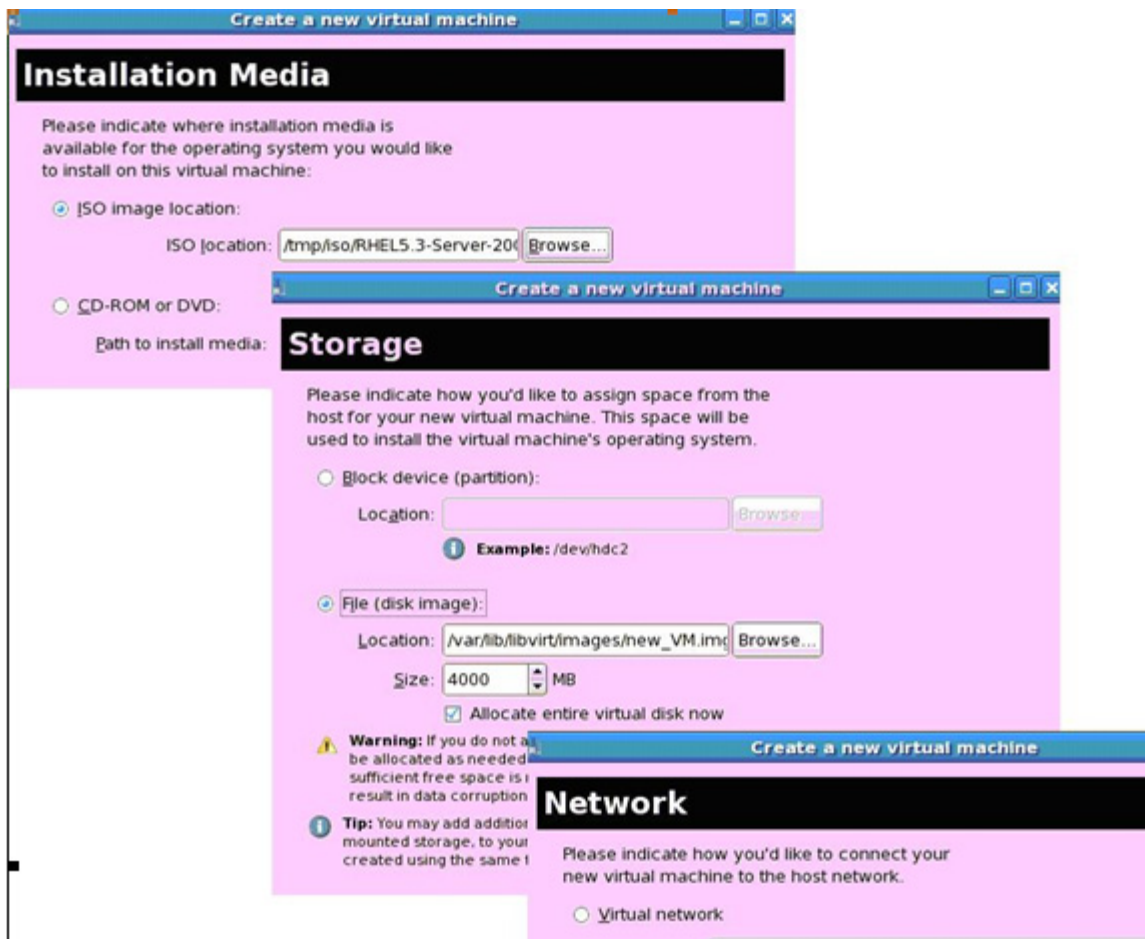 Create a new virtual machine
Installation Media
Please indicate where installation media is
available for the operating system you would like
to install on this virtual machine:
ISO image location:
ISO location: /tmp/iso/RHEL5.3-Server-20 Browse...
CD-ROM or DVD:
Path to install media:
Create a new virtual machine
Storage
Please indicate how you'd like to assign space from the
host for your new virtual machine. This space will be
used to install the virtual machine's operating system.
Block device (partition):
Location: Browse...
Example: /dev/hdc2
File (disk image):
Location: /var/lib/libvirt/images/new_VM.img Browse...
Size: 4000 MB
Allocate entire virtual disk now
Warning: If you do not a
be allocated as needed
sufficient free space is
result in data corruption
Tip: You may add addition
mounted storage, to your
created using the same
Create a new virtual machine
Network
Please indicate how you'd like to connect your
new virtual machine to the host network.
Virtual network